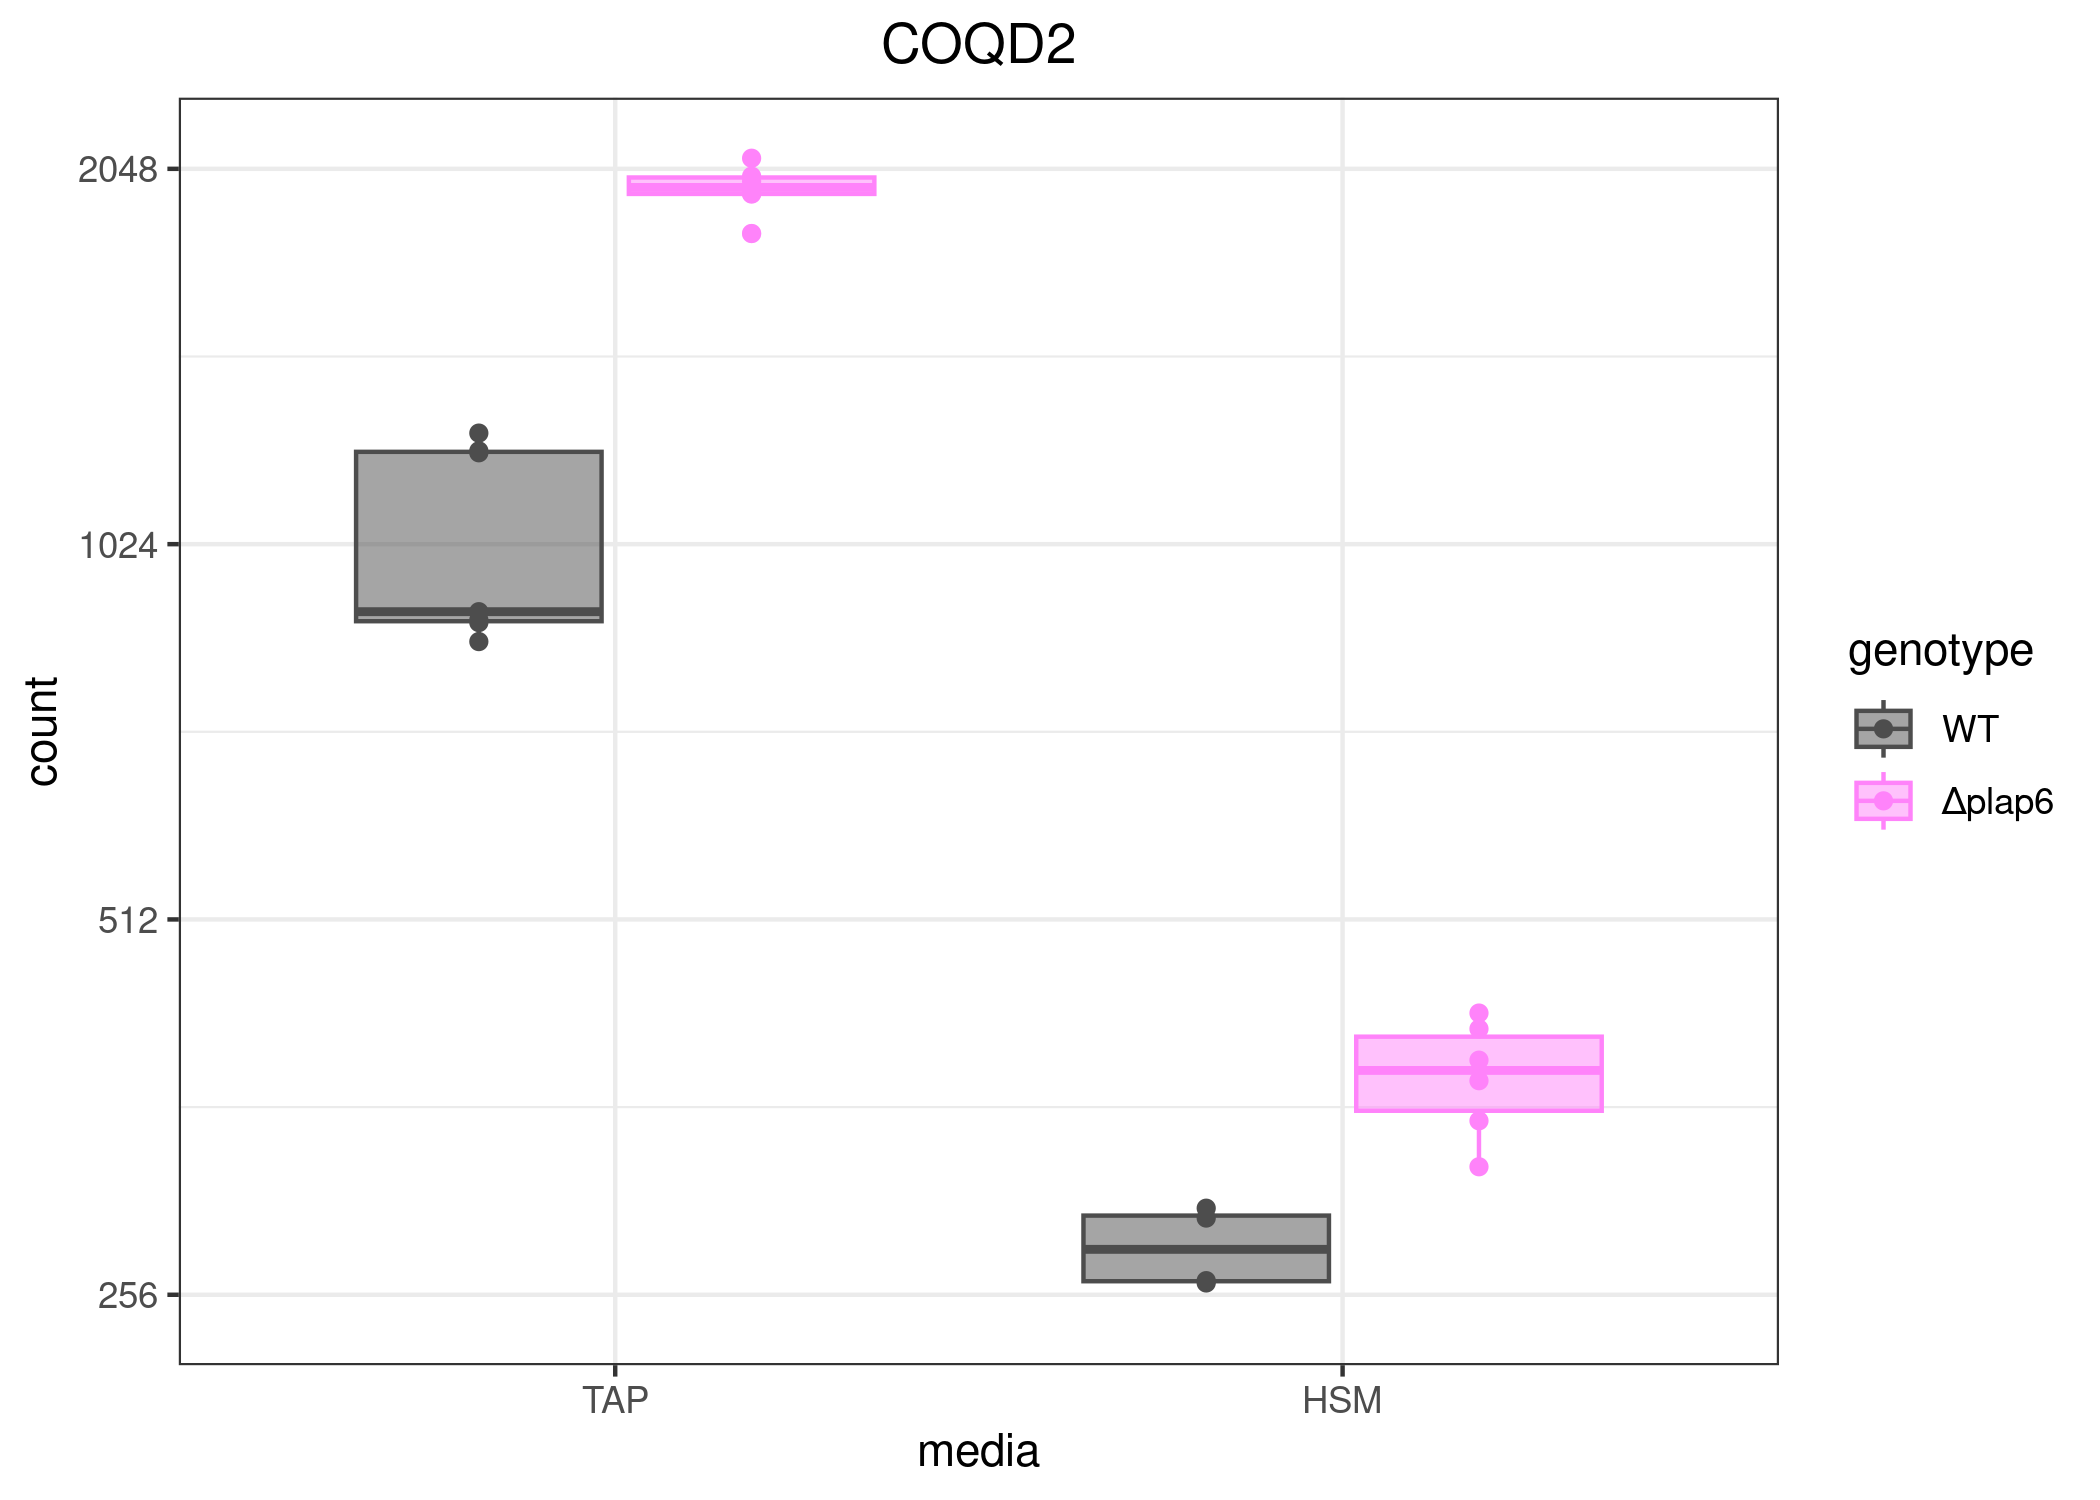 COQD2
2048
1024
512
256
count
TAP
HSM
media
genotype
WT
Δplap6